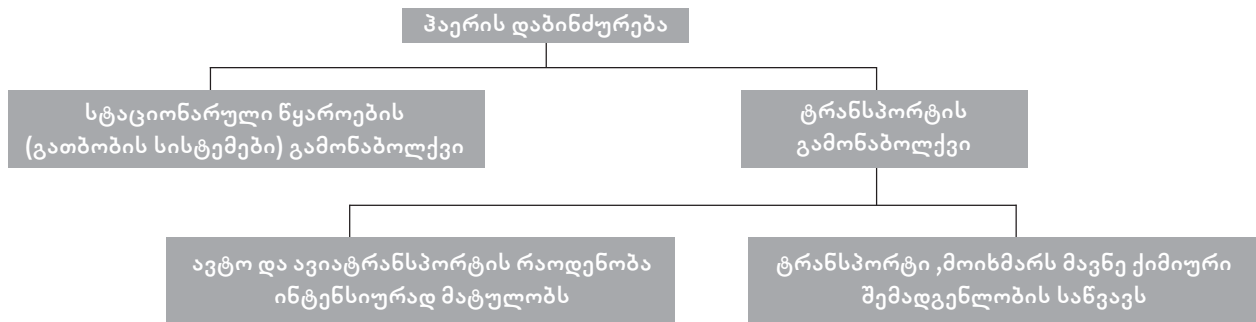 ჰაერის დაბინძურება
სტაციონარული წყაროების
(გათბობის სისტემები) გამონაბოლქვი
ტრანსპორტის
გამონაბოლქვი
ავტო და ავიატრანსპორტის რაოდენობა
ინტენსიურად მატულობს
ტრანსპორტი ,მოიხმარს მავნე ქიმიური
შემადგენლობის საწვავს